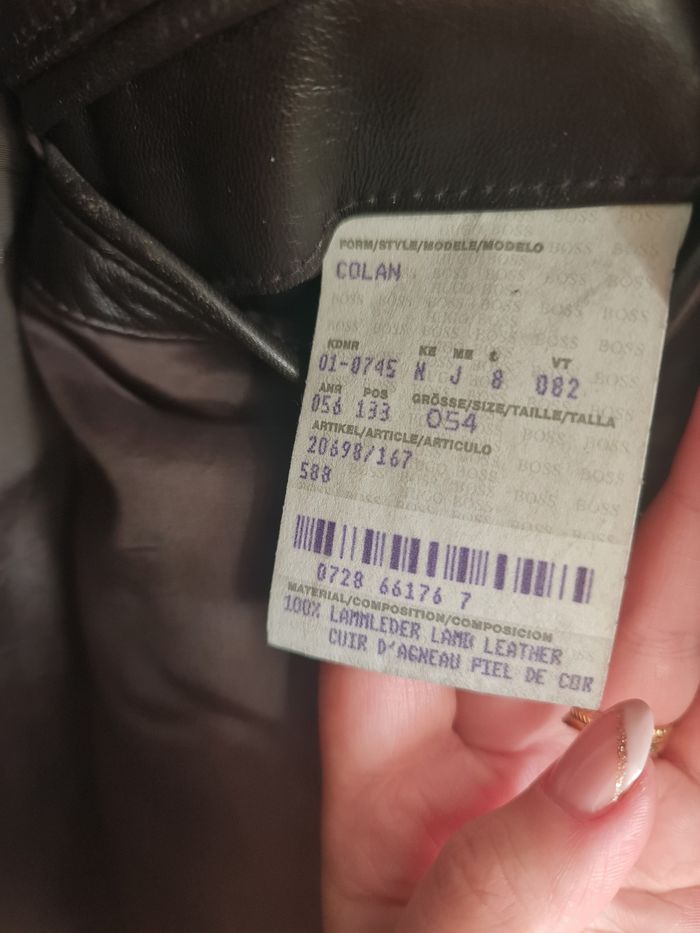 FORM/STYLE/MODELE/MODELO
COLAN
KDNR KE ME VT
01-0745 N J 8 082
ANR POS GRÖSSE/SIZE/TAILLE/TALLA
056 133 054
ARTIKEL/ARTICLE/ARTICULO
20698/167
588
0728 66176 7
MATERIAL/COMPOSITION/COMPOSICION
100% LAMMLEDER LAMB LEATHER
CUIR D'AGNEAU PIEL DE COR